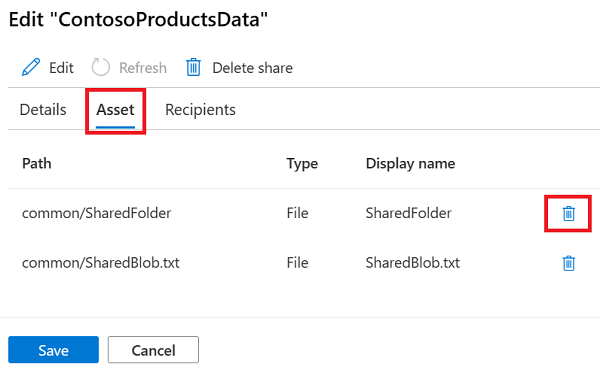 Edit "ContosoProductsData"
Edit Refresh Delete share
Details Asset Recipients
Path Type Display name
common/SharedFolder File SharedFolder
common/SharedBlob.txt File SharedBlob.txt
Save Cancel